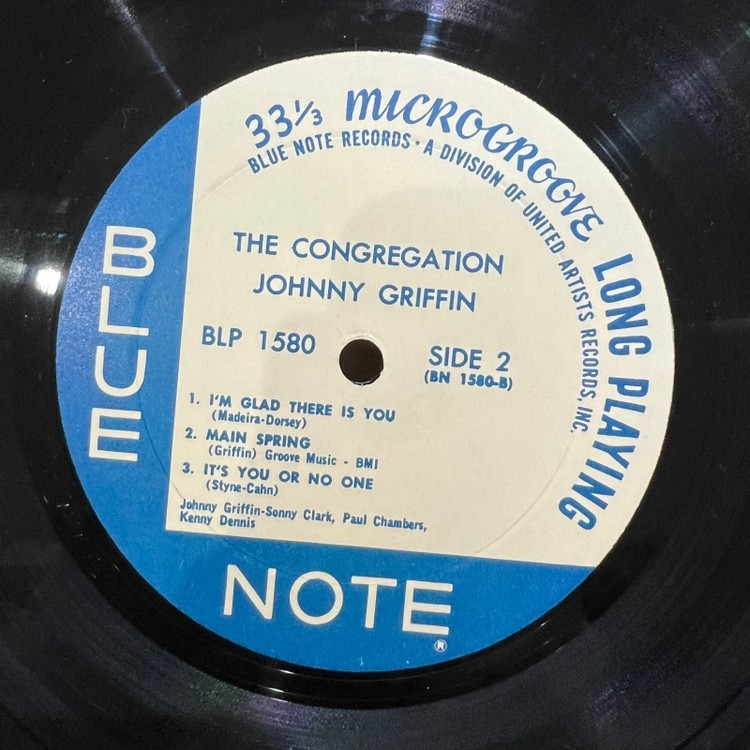 33⅓ MICROGROOVE LONG PLAYING
BLUE NOTE RECORDS • A DIVISION OF UNITED ARTISTS RECORDS, INC.
THE CONGREGATION
JOHNNY GRIFFIN
BLP 1580
SIDE 2
(BN 1580-B)
1. I'M GLAD THERE IS YOU
(Madeira-Dorsey)
2. MAIN SPRING
(Griffin) Groove Music - BMI
3. IT'S YOU OR NO ONE
(Styne-Cahn)
Johnny Griffin-Sonny Clark, Paul Chambers,
Kenny Dennis
BLUE
NOTE
®